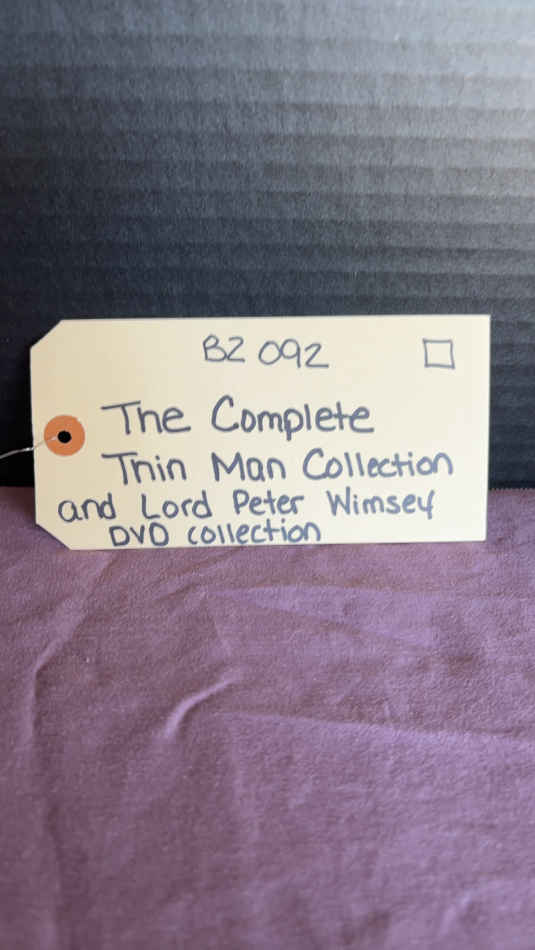 BZ 092
The Complete
Thin Man Collection
and Lord Peter Wimsey
DVD collection